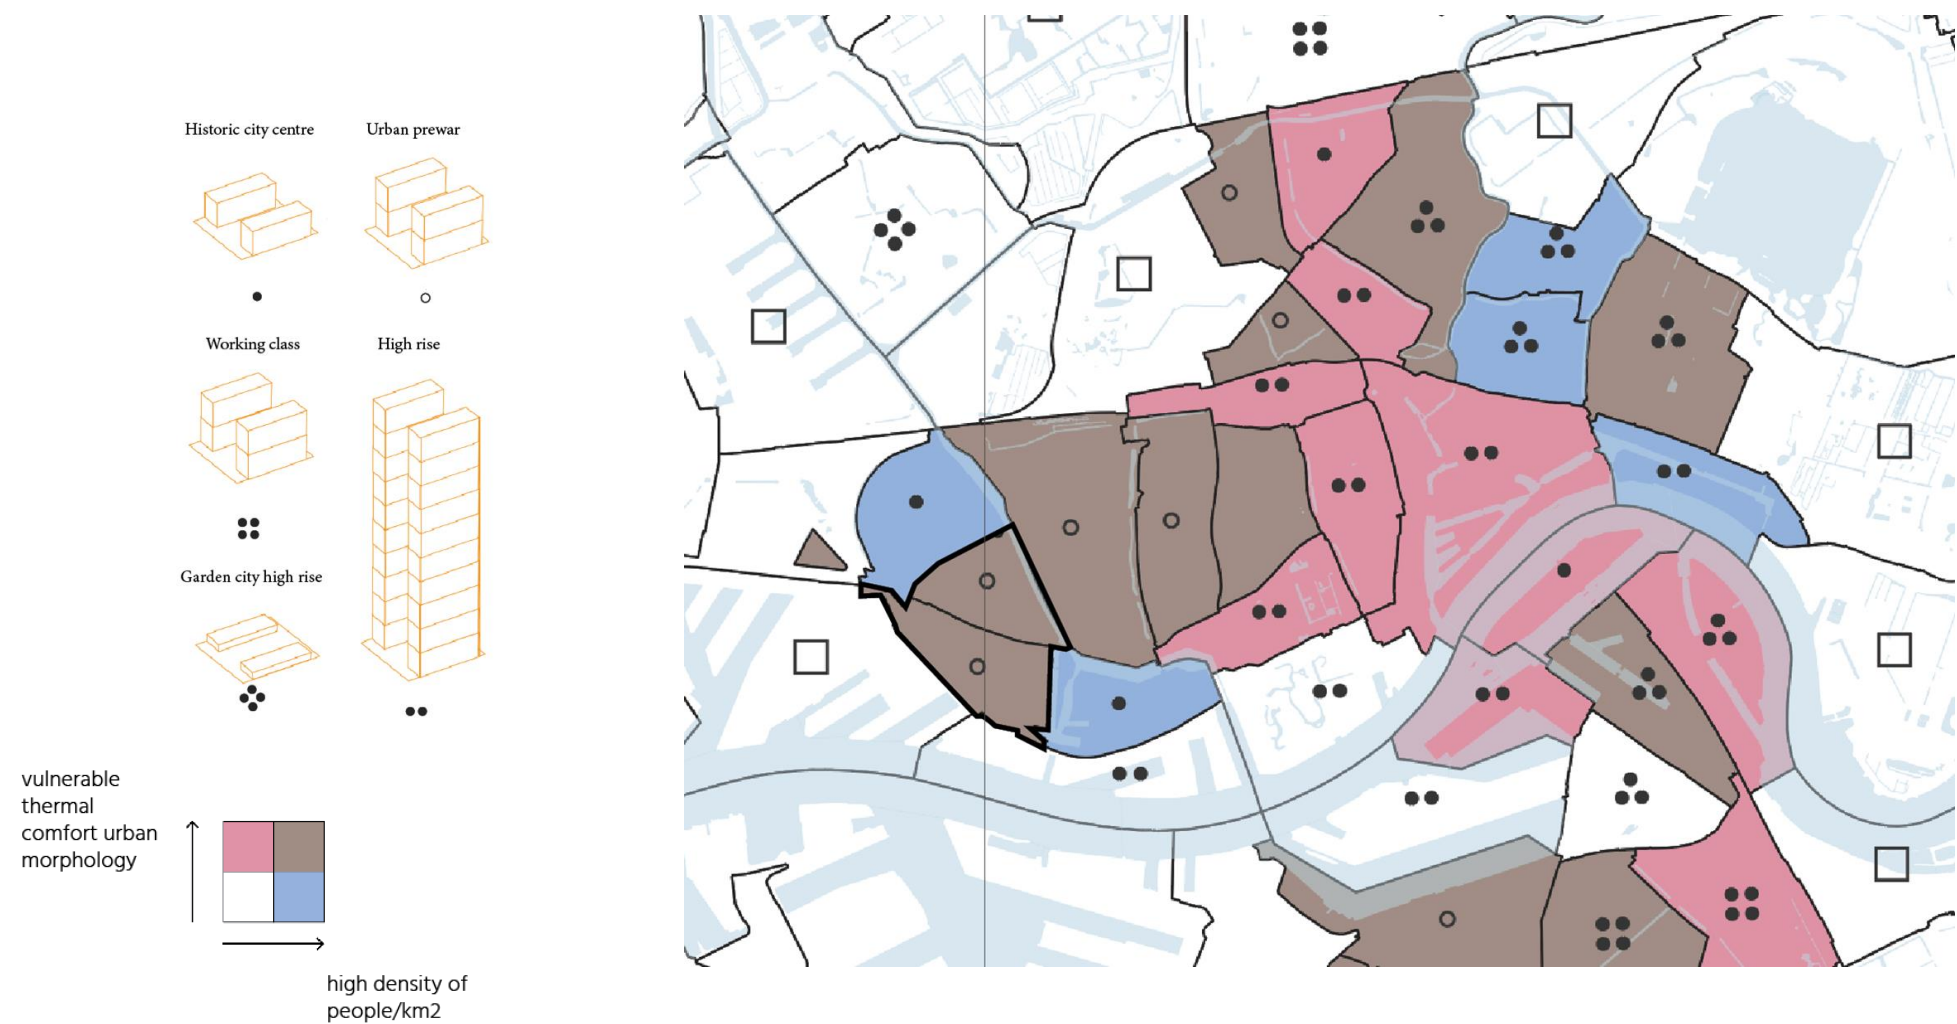 Historic city centre
Urban prewar
Working class
High rise
Garden city high rise
vulnerable
thermal
comfort urban
morphology
high density of
people/km2